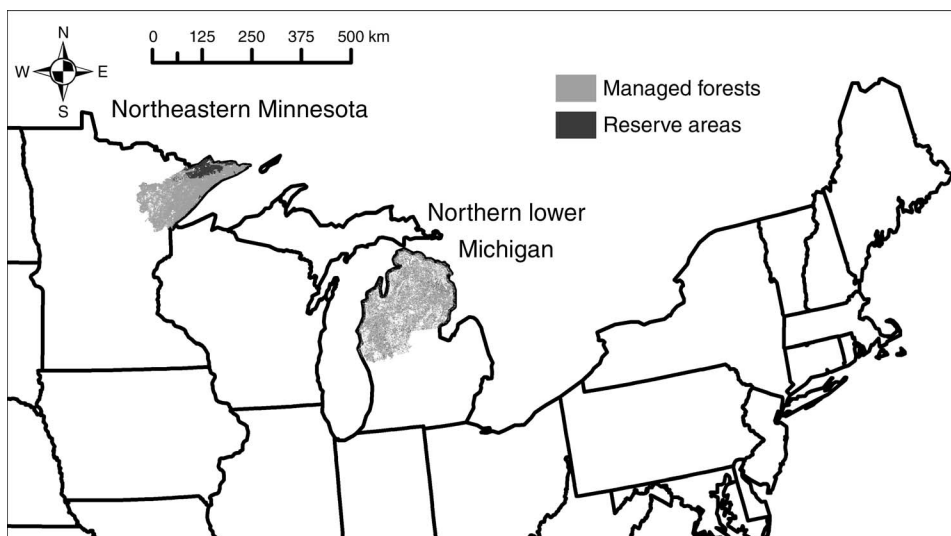 N
W E
S
0 125 250 375 500 km
Managed forests
Reserve areas
Northeastern Minnesota
Northern lower
Michigan